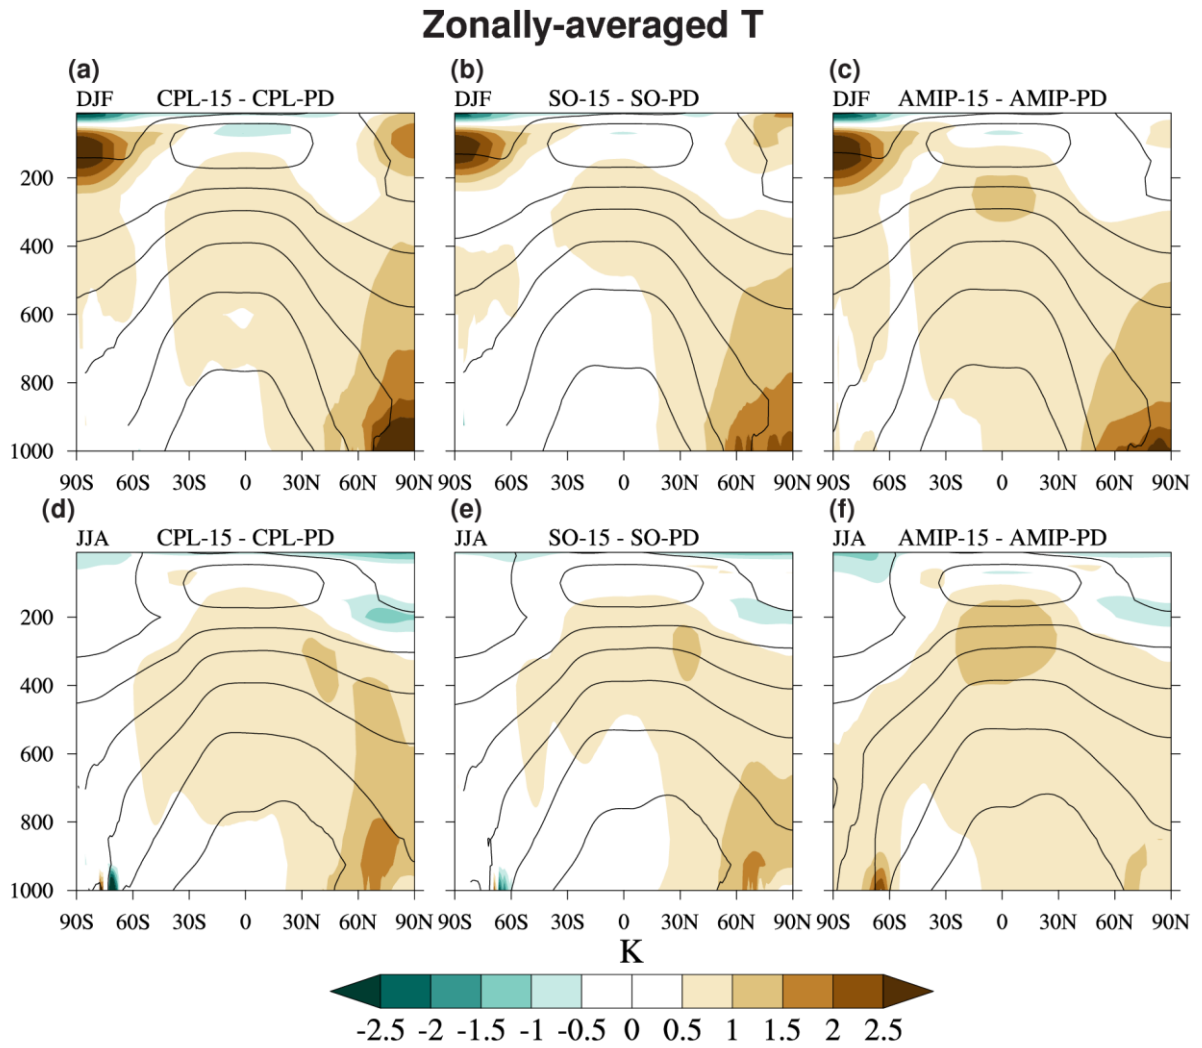 Zonally-averaged T
(a) (b) (c)
DJF CPL-15 - CPL-PD DJF SO-15 - SO-PD DJF AMIP-15 - AMIP-PD
200
400
600
800
1000
90S 60S 30S 0 30N 60N 90N 90S 60S 30S 0 30N 60N 90N 90S 60S 30S 0 30N 60N 90N
(d) (e) (f)
JJA CPL-15 - CPL-PD JJA SO-15 - SO-PD JJA AMIP-15 - AMIP-PD
200
400
600
800
1000
90S 60S 30S 0 30N 60N 90N 90S 60S 30S 0 30N 60N 90N 90S 60S 30S 0 30N 60N 90N
K
-2.5 -2 -1.5 -1 -0.5 0 0.5 1 1.5 2 2.5